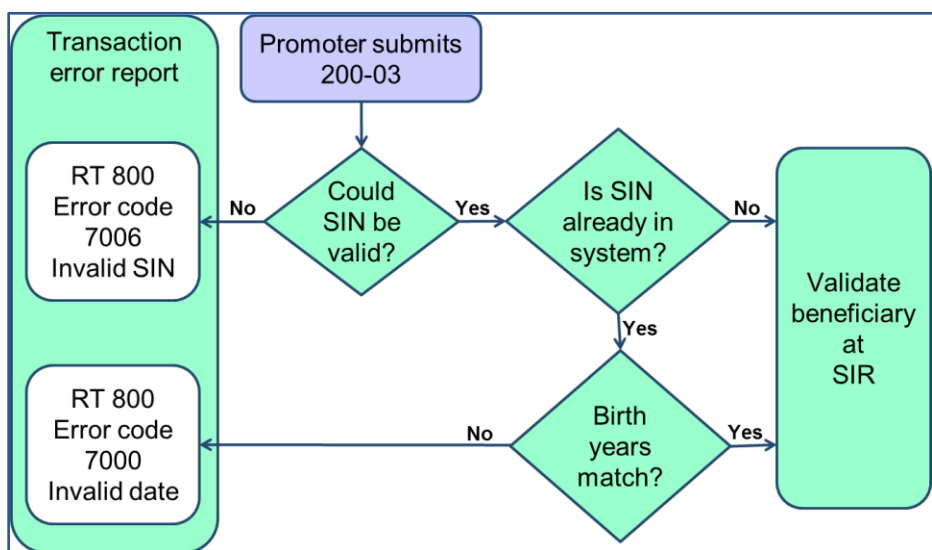 Transaction
error report
Promoter submits
200-03
RT 800
Error code
7006
Invalid SIN
No
Could
SIN be
valid?
Yes
Is SIN
already in
system?
No
Validate
beneficiary
at
SIR
Yes
RT 800
Error code
7000
Invalid date
No
Birth
years
match?
Yes